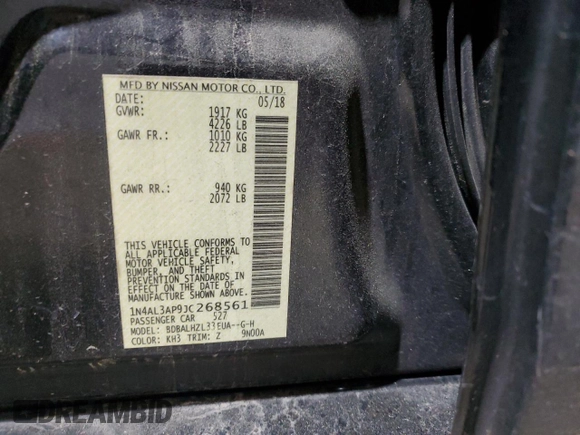 MFD BY NISSAN MOTOR CO., LTD.
DATE: 05/18
GVWR: 1917 KG
4226 LB
GAWR FR.: 1010 KG
2227 LB
GAWR RR.: 940 KG
2072 LB
THIS VEHICLE CONFORMS TO
ALL APPLICABLE FEDERAL
MOTOR VEHICLE SAFETY,
BUMPER, AND THEFT
PREVENTION STANDARDS IN
EFFECT ON THE DATE OF
MANUFACTURE SHOWN ABOVE.
1N4AL3AP9JC268561
PASSENGER CAR 527
MODEL: BDBALHZL33EUA--G-H
COLOR: KH3 TRIM: Z 9N00A
DREAMBID